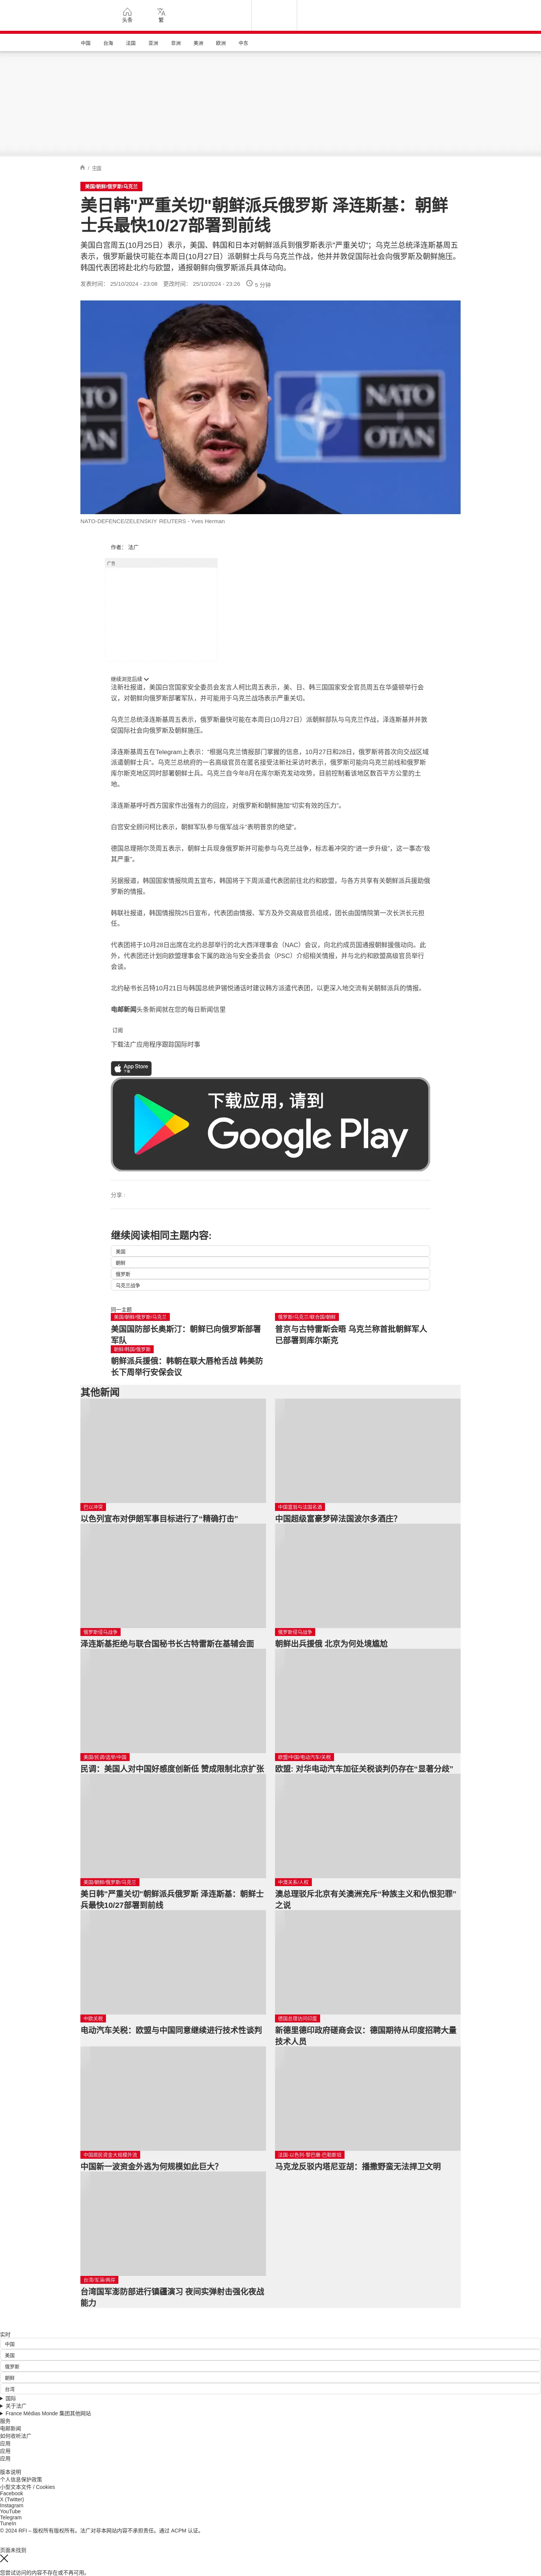 头条
繁
中国
台海
法国
亚洲
非洲
美洲
欧洲
中东
/ 中国
美国/朝鲜/俄罗斯/乌克兰
美日韩"严重关切"朝鲜派兵俄罗斯 泽连斯基：朝鲜
士兵最快10/27部署到前线
美国白宫周五(10月25日）表示，美国、韩国和日本对朝鲜派兵到俄罗斯表示“严重关切”；乌克兰总统泽连斯基周五
表示，俄罗斯最快可能在本周日(10月27日）派朝鲜士兵与乌克兰作战，他并并敦促国际社会向俄罗斯及朝鲜施压。
韩国代表团将赴北约与欧盟，通报朝鲜向俄罗斯派兵具体动向。
发表时间： 25/10/2024 - 23:08 更改时间： 25/10/2024 - 23:26 5 分钟
NATO OTAN
NATO OTAN
NATO-DEFENCE/ZELENSKIY REUTERS - Yves Herman
作者： 法广
广告
继续浏览后续
法新社报道，美国白宫国家安全委员会发言人柯比周五表示，美、日、韩三国国家安全官员周五在华盛顿举行会
议，对朝鲜向俄罗斯部署军队，并可能用于乌克兰战场表示严重关切。
乌克兰总统泽连斯基周五表示，俄罗斯最快可能在本周日(10月27日）派朝鲜部队与乌克兰作战，泽连斯基并并敦
促国际社会向俄罗斯及朝鲜施压。
泽连斯基周五在Telegram上表示：“根据乌克兰情报部门掌握的信息，10月27日和28日，俄罗斯将首次向交战区域
派遣朝鲜士兵”。乌克兰总统府的一名高级官员在匿名接受法新社采访时表示，俄罗斯可能向乌克兰前线和俄罗斯
库尔斯克地区同时部署朝鲜士兵。乌克兰自今年8月在库尔斯克发动攻势，目前控制着该地区数百平方公里的土
地。
泽连斯基呼吁西方国家作出强有力的回应，对俄罗斯和朝鲜施加“切实有效的压力”。
白宫安全顾问柯比表示，朝鲜军队参与俄军战斗“表明普京的绝望”。
德国总理朔尔茨周五表示，朝鲜士兵现身俄罗斯并可能参与乌克兰战争，标志着冲突的“进一步升级”，这一事态“极
其严重”。
另据报道，韩国国家情报院周五宣布，韩国将于下周派遣代表团前往北约和欧盟，与各方共享有关朝鲜派兵援助俄
罗斯的情报。
韩联社报道，韩国情报院25日宣布，代表团由情报、军方及外交高级官员组成，团长由国情院第一次长洪长元担
任。
代表团将于10月28日出席在北约总部举行的北大西洋理事会（NAC）会议，向北约成员国通报朝鲜援俄动向。此
外，代表团还计划向欧盟理事会下属的政治与安全委员会（PSC）介绍相关情报，并与北约和欧盟高级官员举行
会谈。
北约秘书长吕特10月21日与韩国总统尹锡悦通话时建议韩方派遣代表团，以更深入地交流有关朝鲜派兵的情报。
电邮新闻头条新闻就在您的每日新闻信里
订阅
下载法广应用程序跟踪国际时事
App Store
下载
下载应用，请到
Google Play
分享 :
继续阅读相同主题内容:
美国
朝鲜
俄罗斯
乌克兰战争
同一主题
美国/朝鲜/俄罗斯/乌克兰
美国国防部长奥斯汀：朝鲜已向俄罗斯部署
军队
俄罗斯/乌克兰/联合国/朝鲜
普京与古特雷斯会晤 乌克兰称首批朝鲜军人
已部署到库尔斯克
朝鲜/韩国/俄罗斯
朝鲜派兵援俄：韩朝在联大唇枪舌战 韩美防
长下周举行安保会议
其他新闻
巴以冲突
以色列宣布对伊朗军事目标进行了"精确打击"
中国富翁与法国名酒
中国超级富豪梦碎法国波尔多酒庄？
俄罗斯侵乌战争
泽连斯基拒绝与联合国秘书长古特雷斯在基辅会面
俄罗斯侵乌战争
朝鲜出兵援俄 北京为何处境尴尬
美国/民调/选举/中国
民调：美国人对中国好感度创新低 赞成限制北京扩张
欧盟/中国/电动汽车/关税
欧盟: 对华电动汽车加征关税谈判仍存在“显著分歧”
美国/朝鲜/俄罗斯/乌克兰
美日韩"严重关切"朝鲜派兵俄罗斯 泽连斯基：朝鲜士
兵最快10/27部署到前线
中澳关系/人权
澳总理驳斥北京有关澳洲充斥“种族主义和仇恨犯罪”
之说
中欧关税
电动汽车关税：欧盟与中国同意继续进行技术性谈判
德国总理访问印度
新德里德印政府磋商会议：德国期待从印度招聘大量
技术人员
中国居民资金大规模外流
中国新一波资金外逃为何规模如此巨大？
法国-以色列-黎巴嫩-巴勒斯坦
马克龙反驳内塔尼亚胡：播撒野蛮无法捍卫文明
台湾/军演/两岸
台湾国军澎防部进行镇疆演习 夜间实弹射击强化夜战
能力
实时
中国
美国
俄罗斯
朝鲜
台湾
国际
关于法广
France Médias Monde 集团其他网站
服务
电邮新闻
如何收听法广
应用
应用
应用
版本说明
个人信息保护政策
小型文本文件 / Cookies
Facebook
X (Twitter)
Instagram
YouTube
Telegram
TuneIn
© 2024 RFI – 版权所有版权所有。法广对非本网站内容不承担责任。通过 ACPM 认证。
页面未找到
您尝试访问的内容不存在或不再可用。